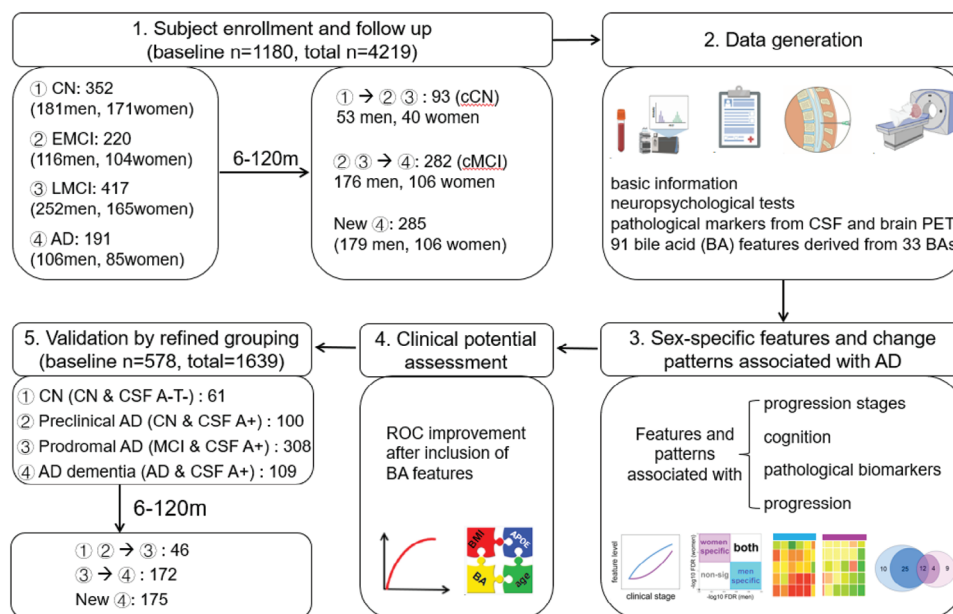 1. Subject enrollment and follow up
(baseline n=1180, total n=4219)
① CN: 352
(181men, 171women)
② EMCI: 220
(116men, 104women)
③ LMCI: 417
(252men, 165women)
④ AD: 191
(106men, 85women)
6-120m
① → ② ③ : 93 (cCN)
53 men, 40 women
② ③ → ④: 282 (cMCI)
176 men, 106 women
New ④: 285
(179 men, 106 women)
2. Data generation
basic information
neuropsychological tests
pathological markers from CSF and brain PET
91 bile acid (BA) features derived from 33 BAs
3. Sex-specific features and change
patterns associated with AD
Features and
patterns
associated with
progression stages
cognition
pathological biomarkers
progression
feature level
clinical stage
-log10 FDR (women)
women
specific
both
non-sig
men
specific
-log10 FDR (men)
10
25
12
4
9
4. Clinical potential
assessment
ROC improvement
after inclusion of
BA features
BMI
APOE
BA
age
5. Validation by refined grouping
(baseline n=578, total=1639)
① CN (CN & CSF A-T-) : 61
② Preclinical AD (CN & CSF A+) : 100
③ Prodromal AD (MCI & CSF A+) : 308
④ AD dementia (AD & CSF A+) : 109
6-120m
① ② → ③ : 46
③ → ④ : 172
New ④: 175